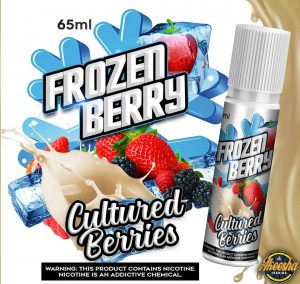 65ml
FROZEN
BERRY
Cultured
Berries
WARNING: THIS PRODUCT CONTAINS NICOTINE.
NICOTINE IS AN ADDICTIVE CHEMICAL.
FROZEN
BERRY
Cultured
Berries
Aheesha